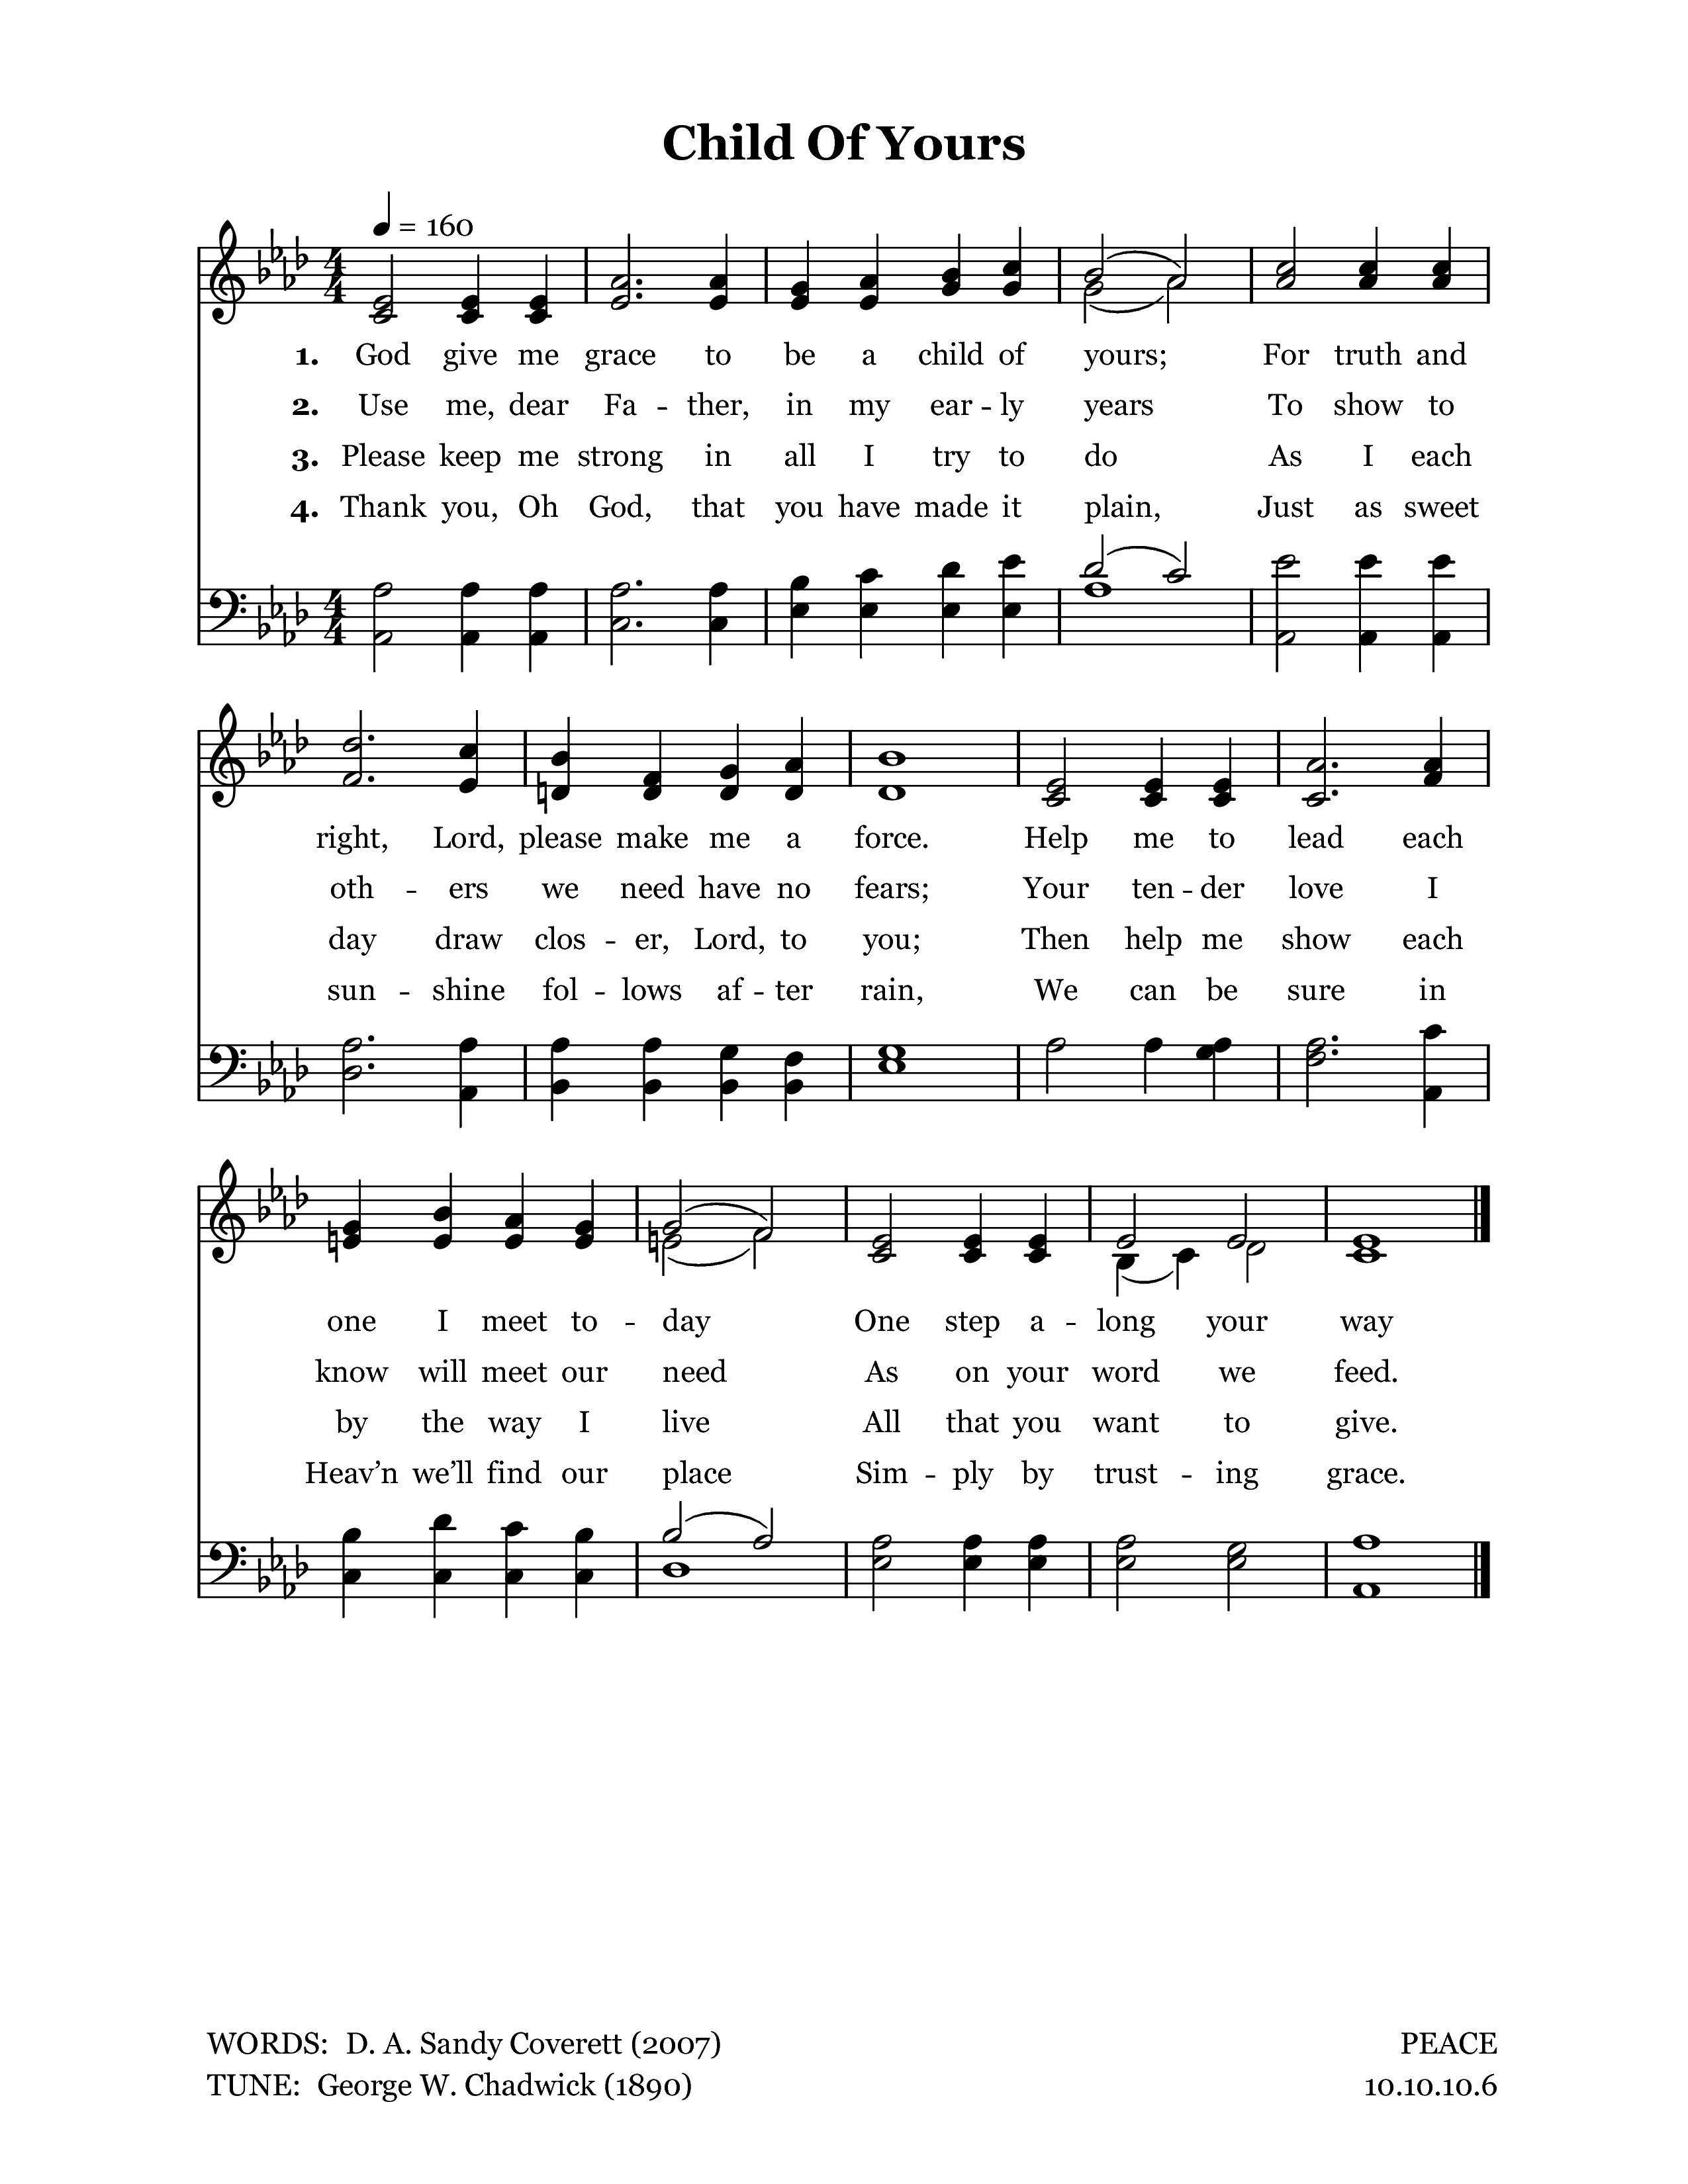 Child Of Yours
= 160
1. God give me grace to be a child of yours; For truth and
2. Use me, dear Fa - ther, in my ear - ly years To show to
3. Please keep me strong in all I try to do As I each
4. Thank you, Oh God, that you have made it plain, Just as sweet
right, Lord, please make me a force. Help me to lead each
oth - ers we need have no fears; Your ten - der love I
day draw clos - er, Lord, to you; Then help me show each
sun - shine fol - lows af - ter rain, We can be sure in
one I meet to - day One step a - long your way
know will meet our need As on your word we feed.
by the way I live All that you want to give.
Heav’n we’ll find our place Sim - ply by trust - ing grace.
WORDS: D. A. Sandy Coverett (2007) PEACE
TUNE: George W. Chadwick (1890) 10.10.10.6